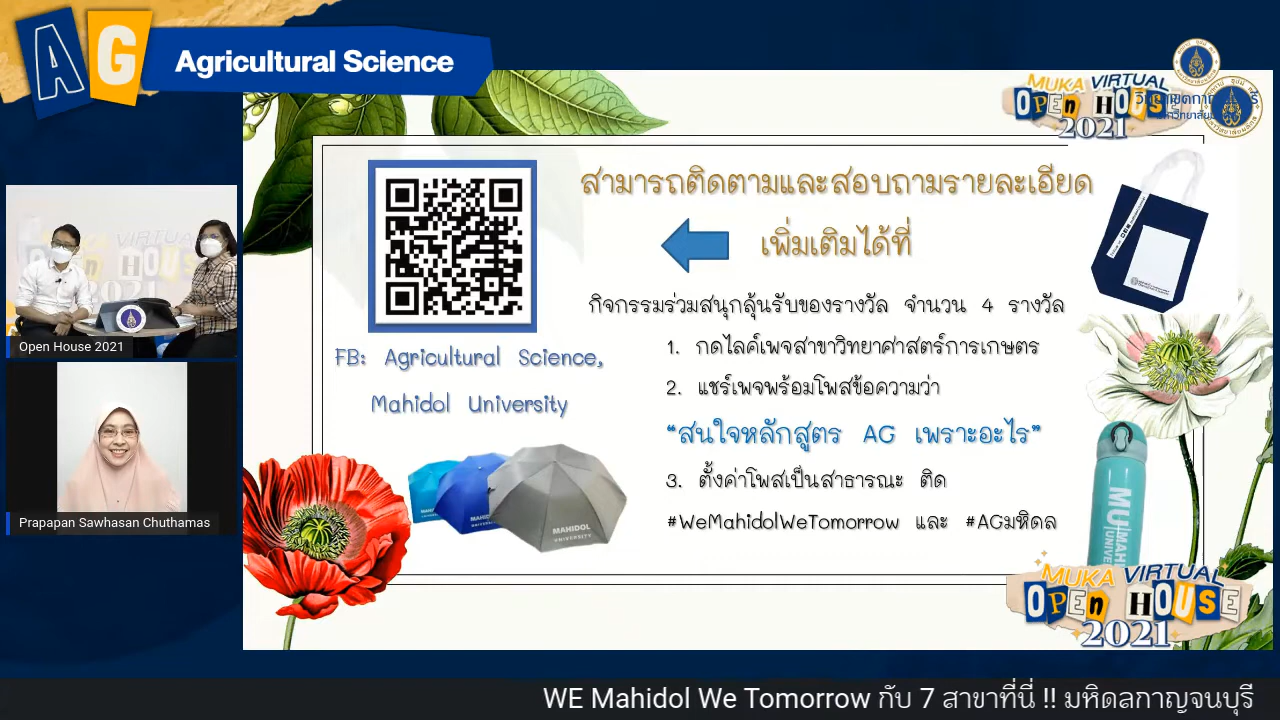 AG
Agricultural Science
MUKA VIRTUAL
OPEn HOUSE
2021
สามารถติดตามและสอบถามรายละเอียด
เพิ่มเติมได้ที่
กิจกรรมร่วมสนุกลุ้นรับของรางวัล จำนวน 4 รางวัล
1. กดไลค์เพจสาขาวิทยาศาสตร์การเกษตร
2. แชร์เพจพร้อมโพสข้อความว่า
“สนใจหลักสูตร AG เพราะอะไร”
3. ตั้งค่าโพสเป็นสาธารณะ ติด
#WeMahidolWeTomorrow และ #AGมหิดล
FB: Agricultural Science,
Mahidol University
MAHIDOL
UNIVERSITY
Open House 2021
Prapapan Sawhasan Chuthamas
MUKA VIRTUAL
OPEn HOUSE
2021
WE Mahidol We Tomorrow กับ 7 สาขาที่นี่ !! มหิดลกาญจนบุรี